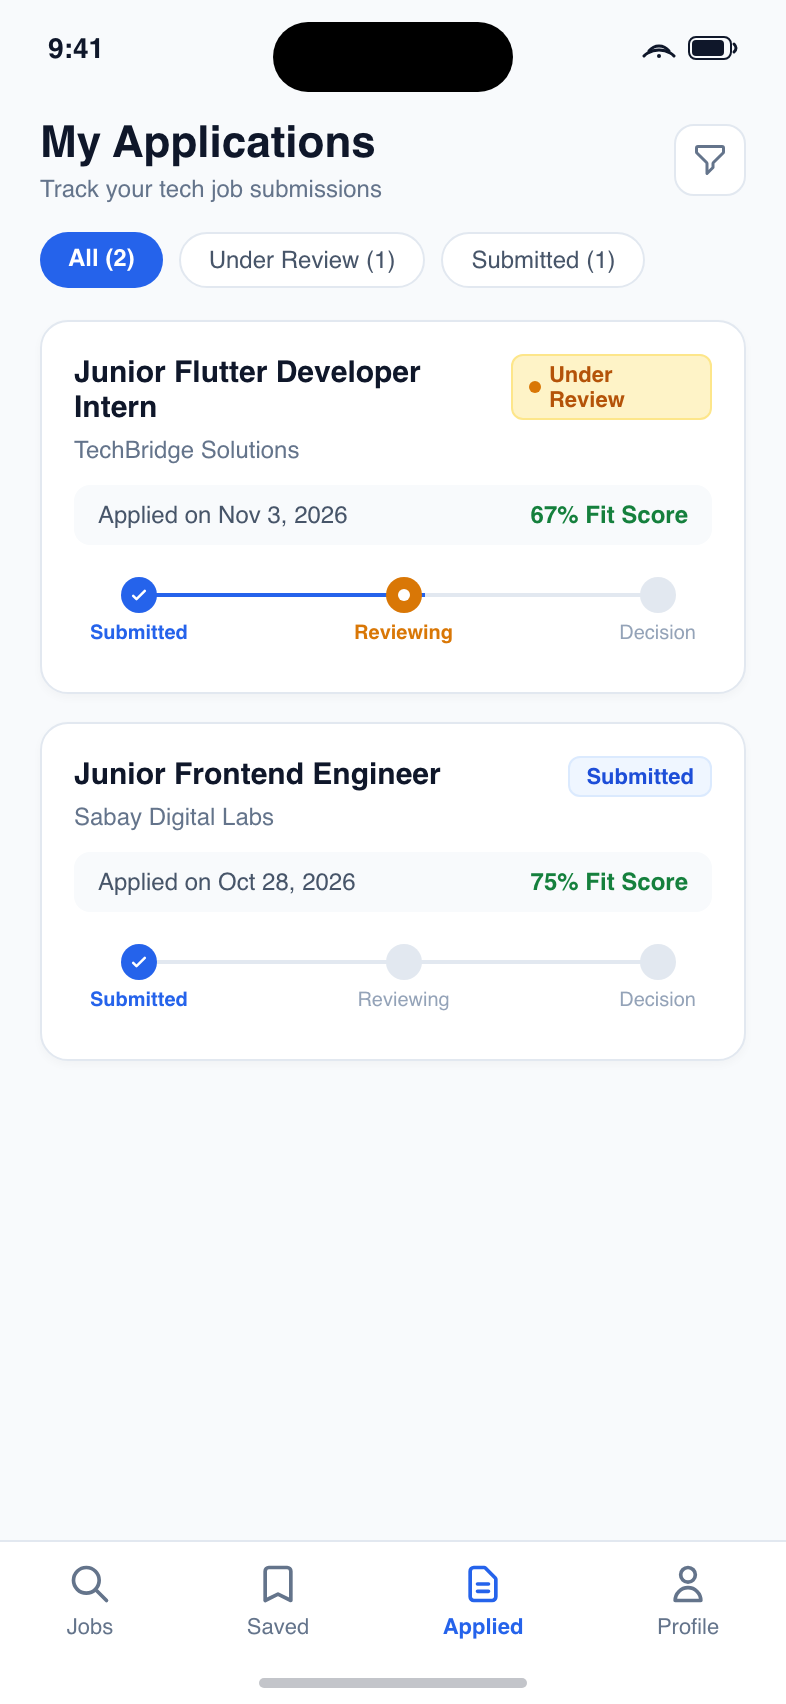 9:41
My Applications
Track your tech job submissions
All (2)
Under Review (1)
Submitted (1)
Junior Flutter Developer
Intern
Under
Review
TechBridge Solutions
Applied on Nov 3, 2026
67% Fit Score
Submitted
Reviewing
Decision
Junior Frontend Engineer
Submitted
Sabay Digital Labs
Applied on Oct 28, 2026
75% Fit Score
Submitted
Reviewing
Decision
Jobs
Saved
Applied
Profile